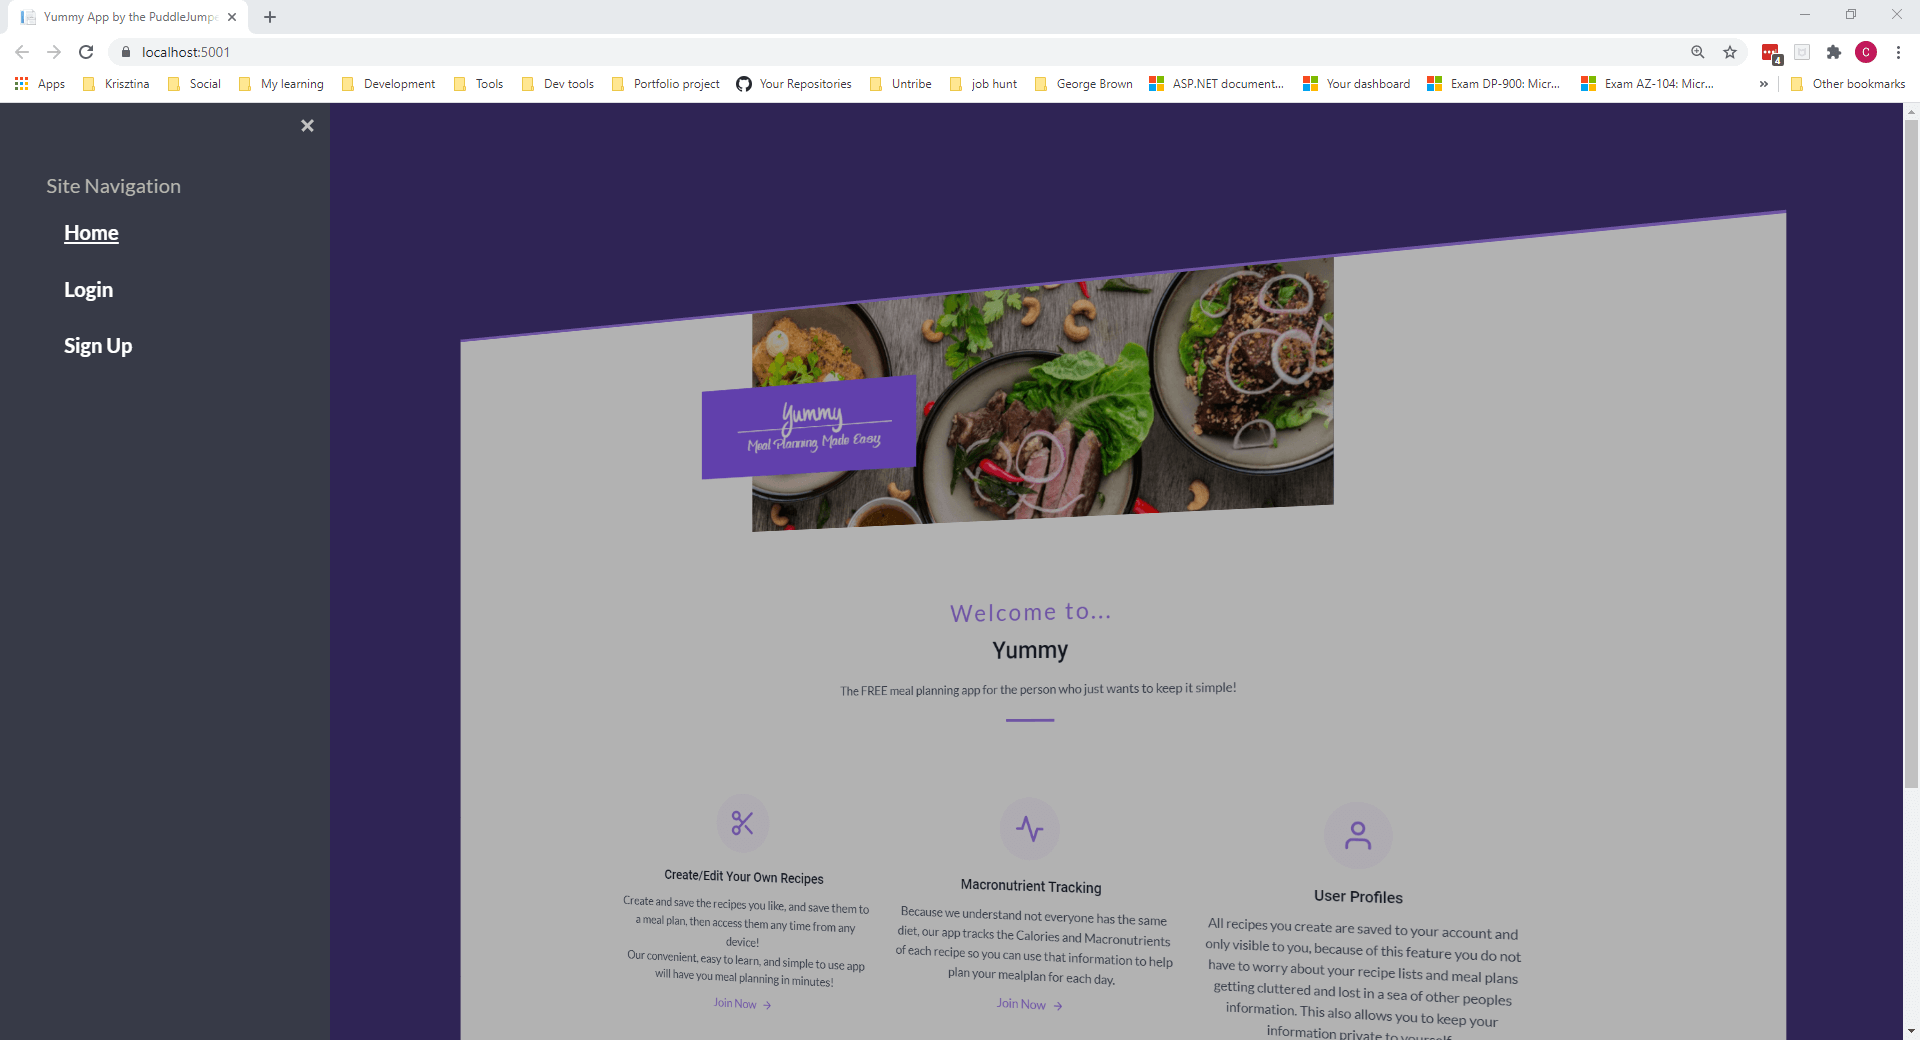 Yummy App by the PuddleJumpe
localhost:5001
4
C
Apps Krisztina Social My learning Development Tools Dev tools Portfolio project Your Repositories Untribe job hunt George Brown ASP.NET document... Your dashboard Exam DP-900: Micr... Exam AZ-104: Micr... » Other bookmarks
Site Navigation
Home
Login
Sign Up
Yummy
Meal Planning Made Easy
Welcome to...
Yummy
The FREE meal planning app for the person who just wants to keep it simple!
Create/Edit Your Own Recipes
Create and save the recipes you like, and save them to
a meal plan, then access them any time from any
device!
Our convenient, easy to learn, and simple to use app
will have you meal planning in minutes!
Join Now →
Macronutrient Tracking
Because we understand not everyone has the same
diet, our app tracks the Calories and Macronutrients
of each recipe so you can use that information to help
plan your mealplan for each day.
Join Now →
User Profiles
All recipes you create are saved to your account and
only visible to you, because of this feature you do not
have to worry about your recipe lists and meal plans
getting cluttered and lost in a sea of other peoples
information. This also allows you to keep your
information private to yourself